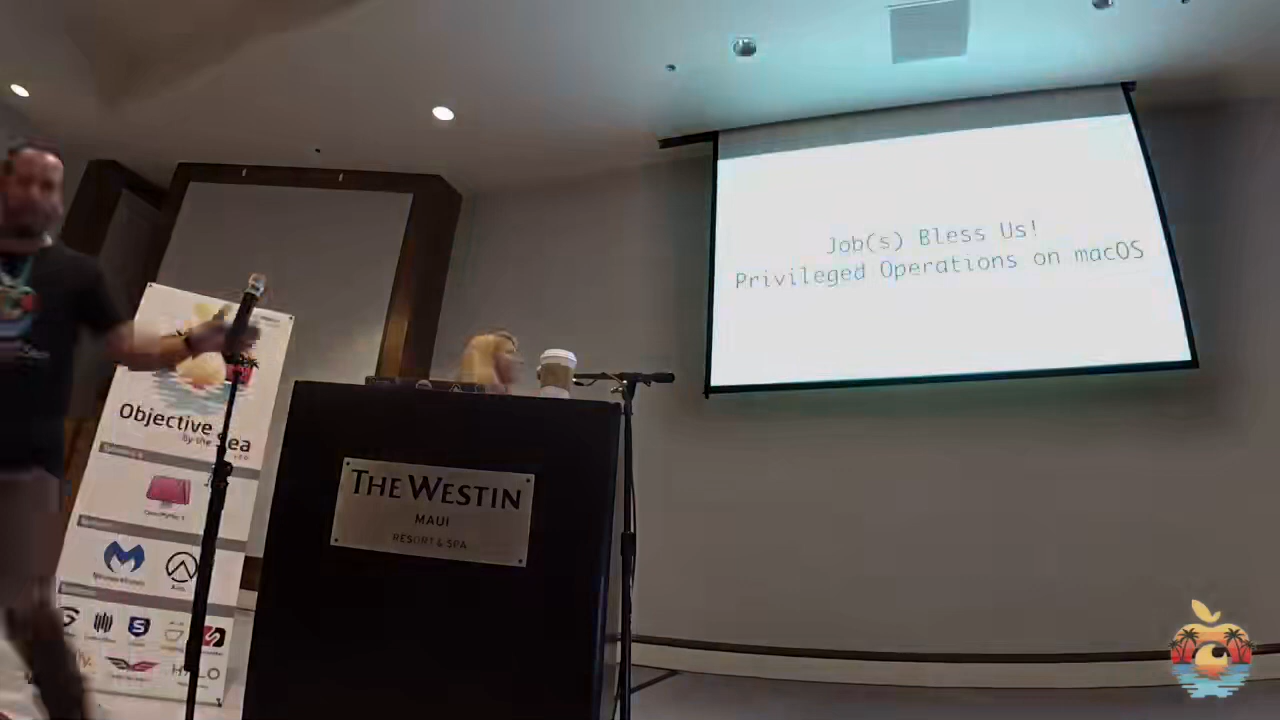 Job(s) Bless Us!
Privileged Operations on macOS
Objective
by the Sea
THE WESTIN
MAUI
RESORT & SPA